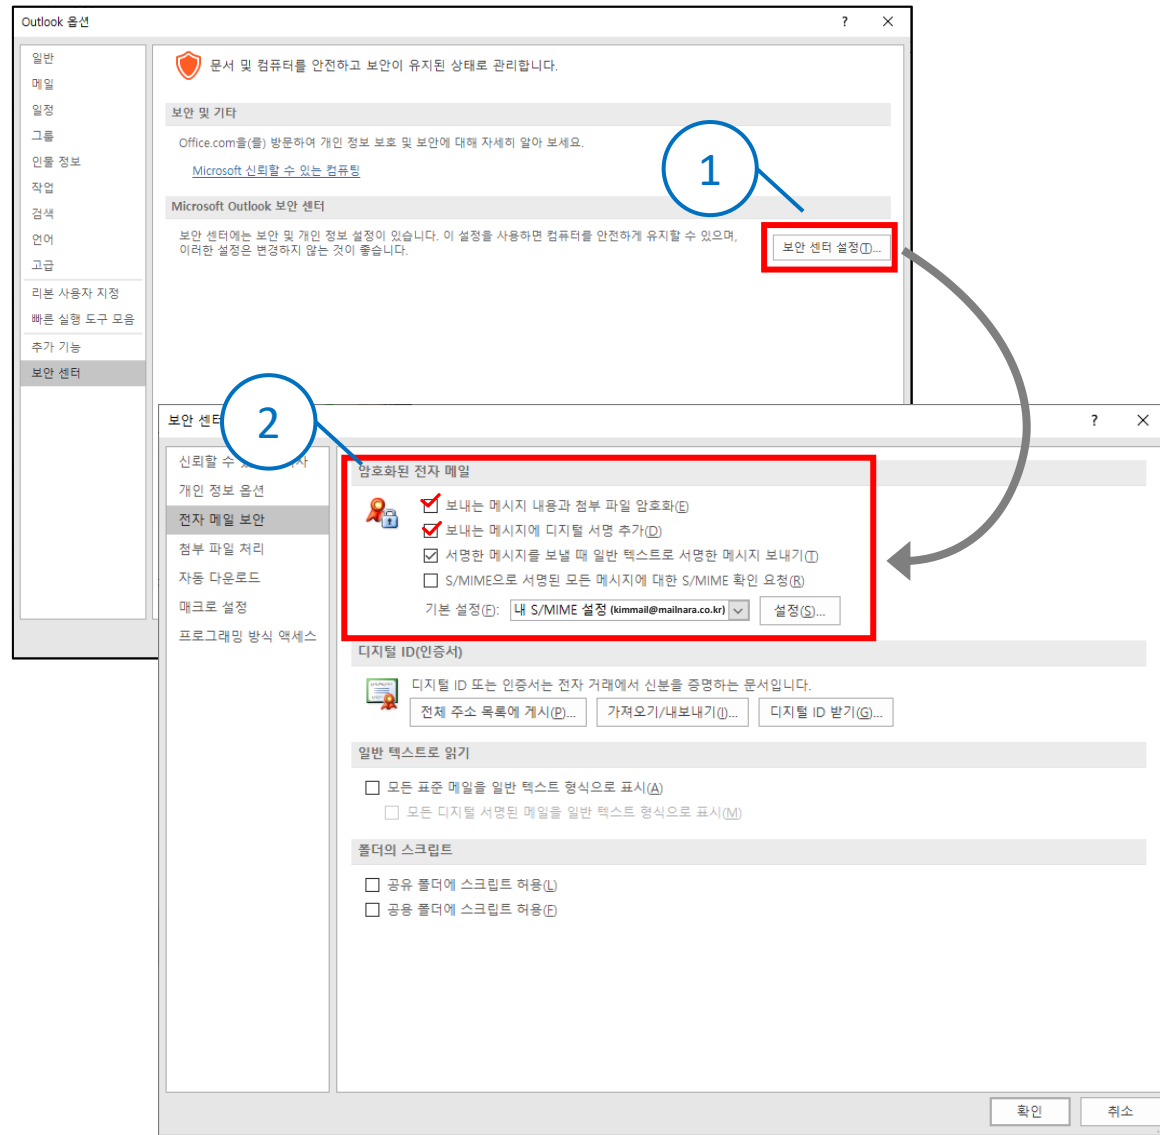 Outlook 옵션
일반
메일
일정
그룹
인물 정보
작업
검색
언어
고급
리본 사용자 지정
빠른 실행 도구 모음
추가 기능
보안 센터
문서 및 컴퓨터를 안전하고 보안이 유지된 상태로 관리합니다.
보안 및 기타
Office.com을(를) 방문하여 개인 정보 보호 및 보안에 대해 자세히 알아 보세요.
Microsoft 신뢰할 수 있는 컴퓨팅
1
Microsoft Outlook 보안 센터
보안 센터에는 보안 및 개인 정보 설정이 있습니다. 이 설정을 사용하면 컴퓨터를 안전하게 유지할 수 있으며,
이러한 설정은 변경하지 않는 것이 좋습니다.
보안 센터 설정(T)...
보안 센터
2
신뢰할 수
개인 정보 옵션
전자 메일 보안
첨부 파일 처리
자동 다운로드
매크로 설정
프로그래밍 방식 액세스
암호화된 전자 메일
보내는 메시지 내용과 첨부 파일 암호화(E)
보내는 메시지에 디지털 서명 추가(D)
서명한 메시지를 보낼 때 일반 텍스트로 서명한 메시지 보내기(T)
S/MIME으로 서명된 모든 메시지에 대한 S/MIME 확인 요청(R)
기본 설정(F): 내 S/MIME 설정 (kimmail@mailnara.co.kr) 설정(S)...
디지털 ID(인증서)
디지털 ID 또는 인증서는 전자 거래에서 신분을 증명하는 문서입니다.
전체 주소 목록에 게시(P)... 가져오기/내보내기(I)... 디지털 ID 받기(G)...
일반 텍스트로 읽기
모든 표준 메일을 일반 텍스트 형식으로 표시(A)
모든 디지털 서명된 메일을 일반 텍스트 형식으로 표시(M)
폴더의 스크립트
공유 폴더에 스크립트 허용(L)
공용 폴더에 스크립트 허용(F)
확인 취소